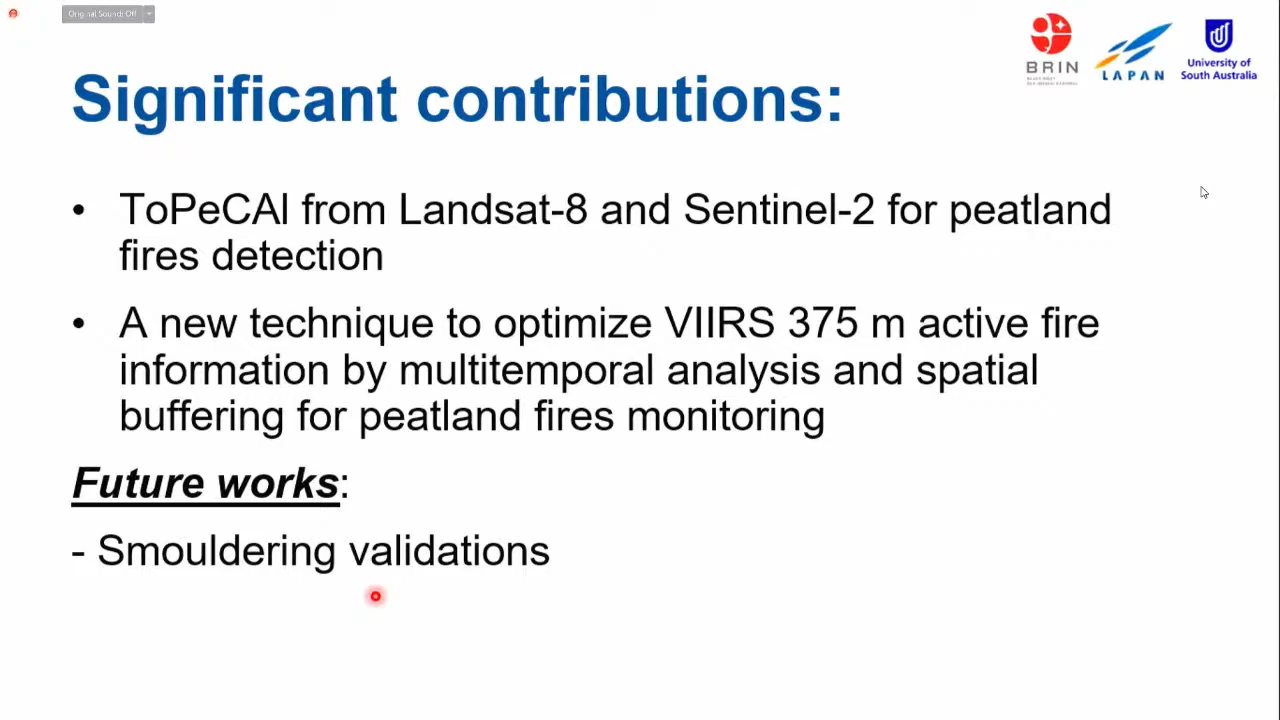 Original Sound: Off
BRIN
LAPAN
University of
South Australia
Significant contributions:
• ToPeCAl from Landsat-8 and Sentinel-2 for peatland
fires detection
• A new technique to optimize VIIRS 375 m active fire
information by multitemporal analysis and spatial
buffering for peatland fires monitoring
Future works:
- Smouldering validations